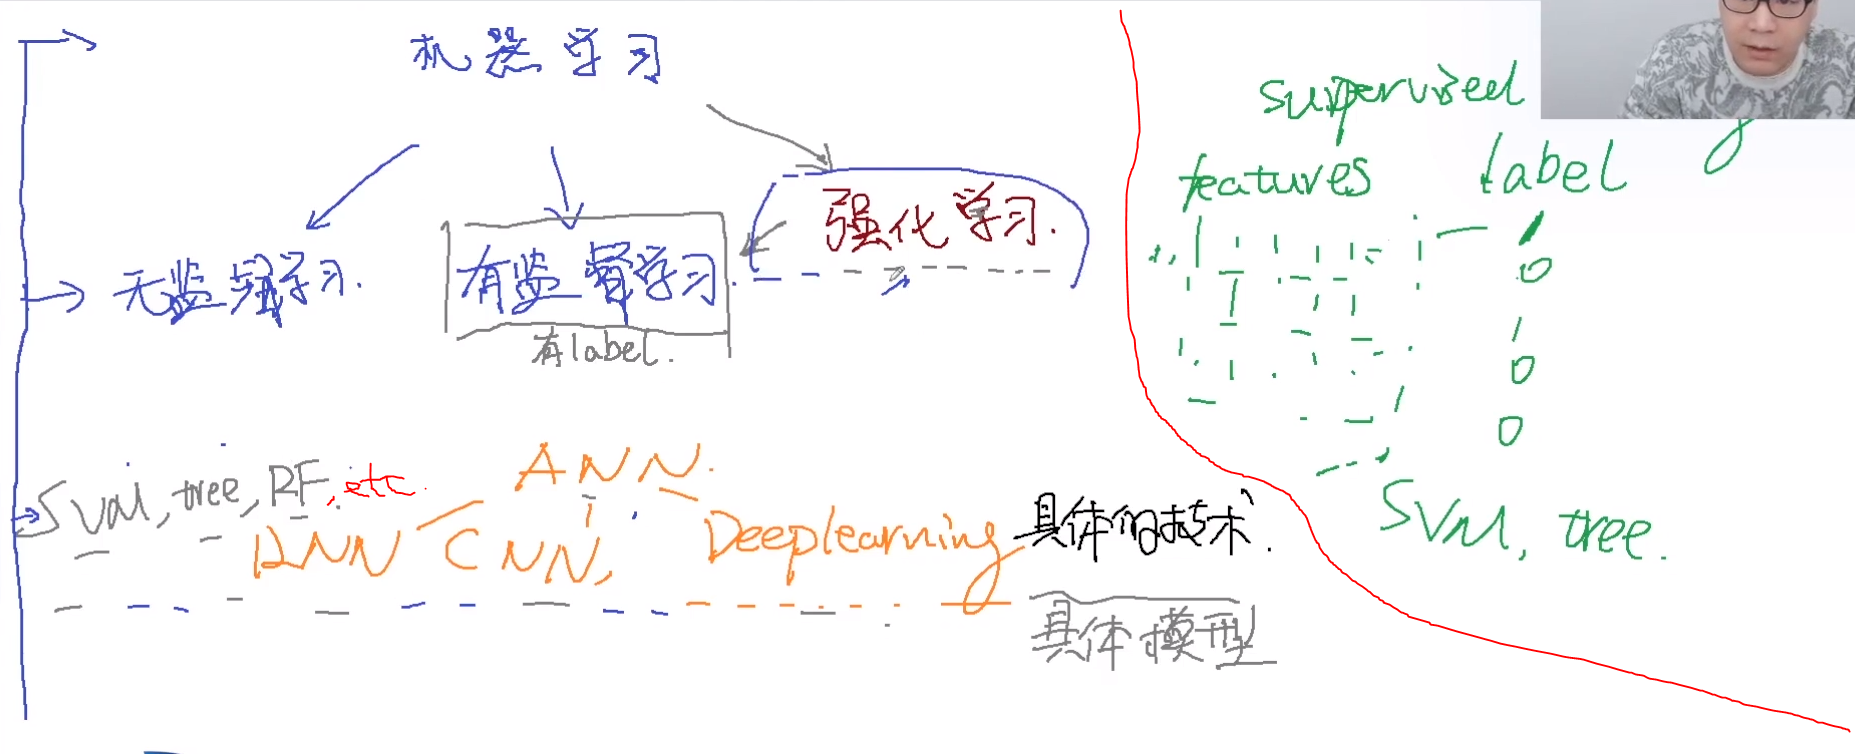 机器学习
强化学习.
无监督学习.
有监督学习.
有label.
SVM, tree, RF, etc.
ANN.
DNN CNN,
Deeplearning
具体的技术.
具体模型
supervised
features label
1
0
1
0
0
SVM, tree.